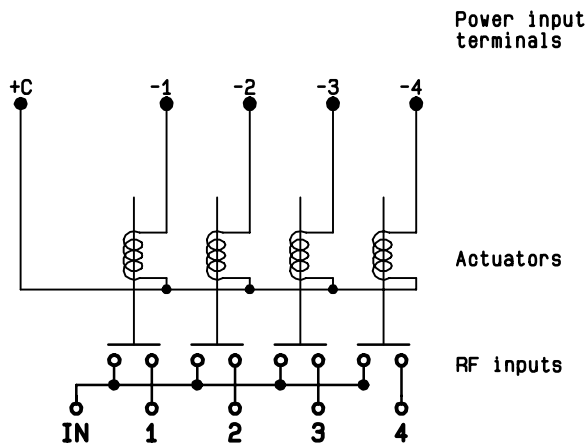 Power input
terminals
+C -1 -2 -3 -4
Actuators
RF inputs
IN 1 2 3 4